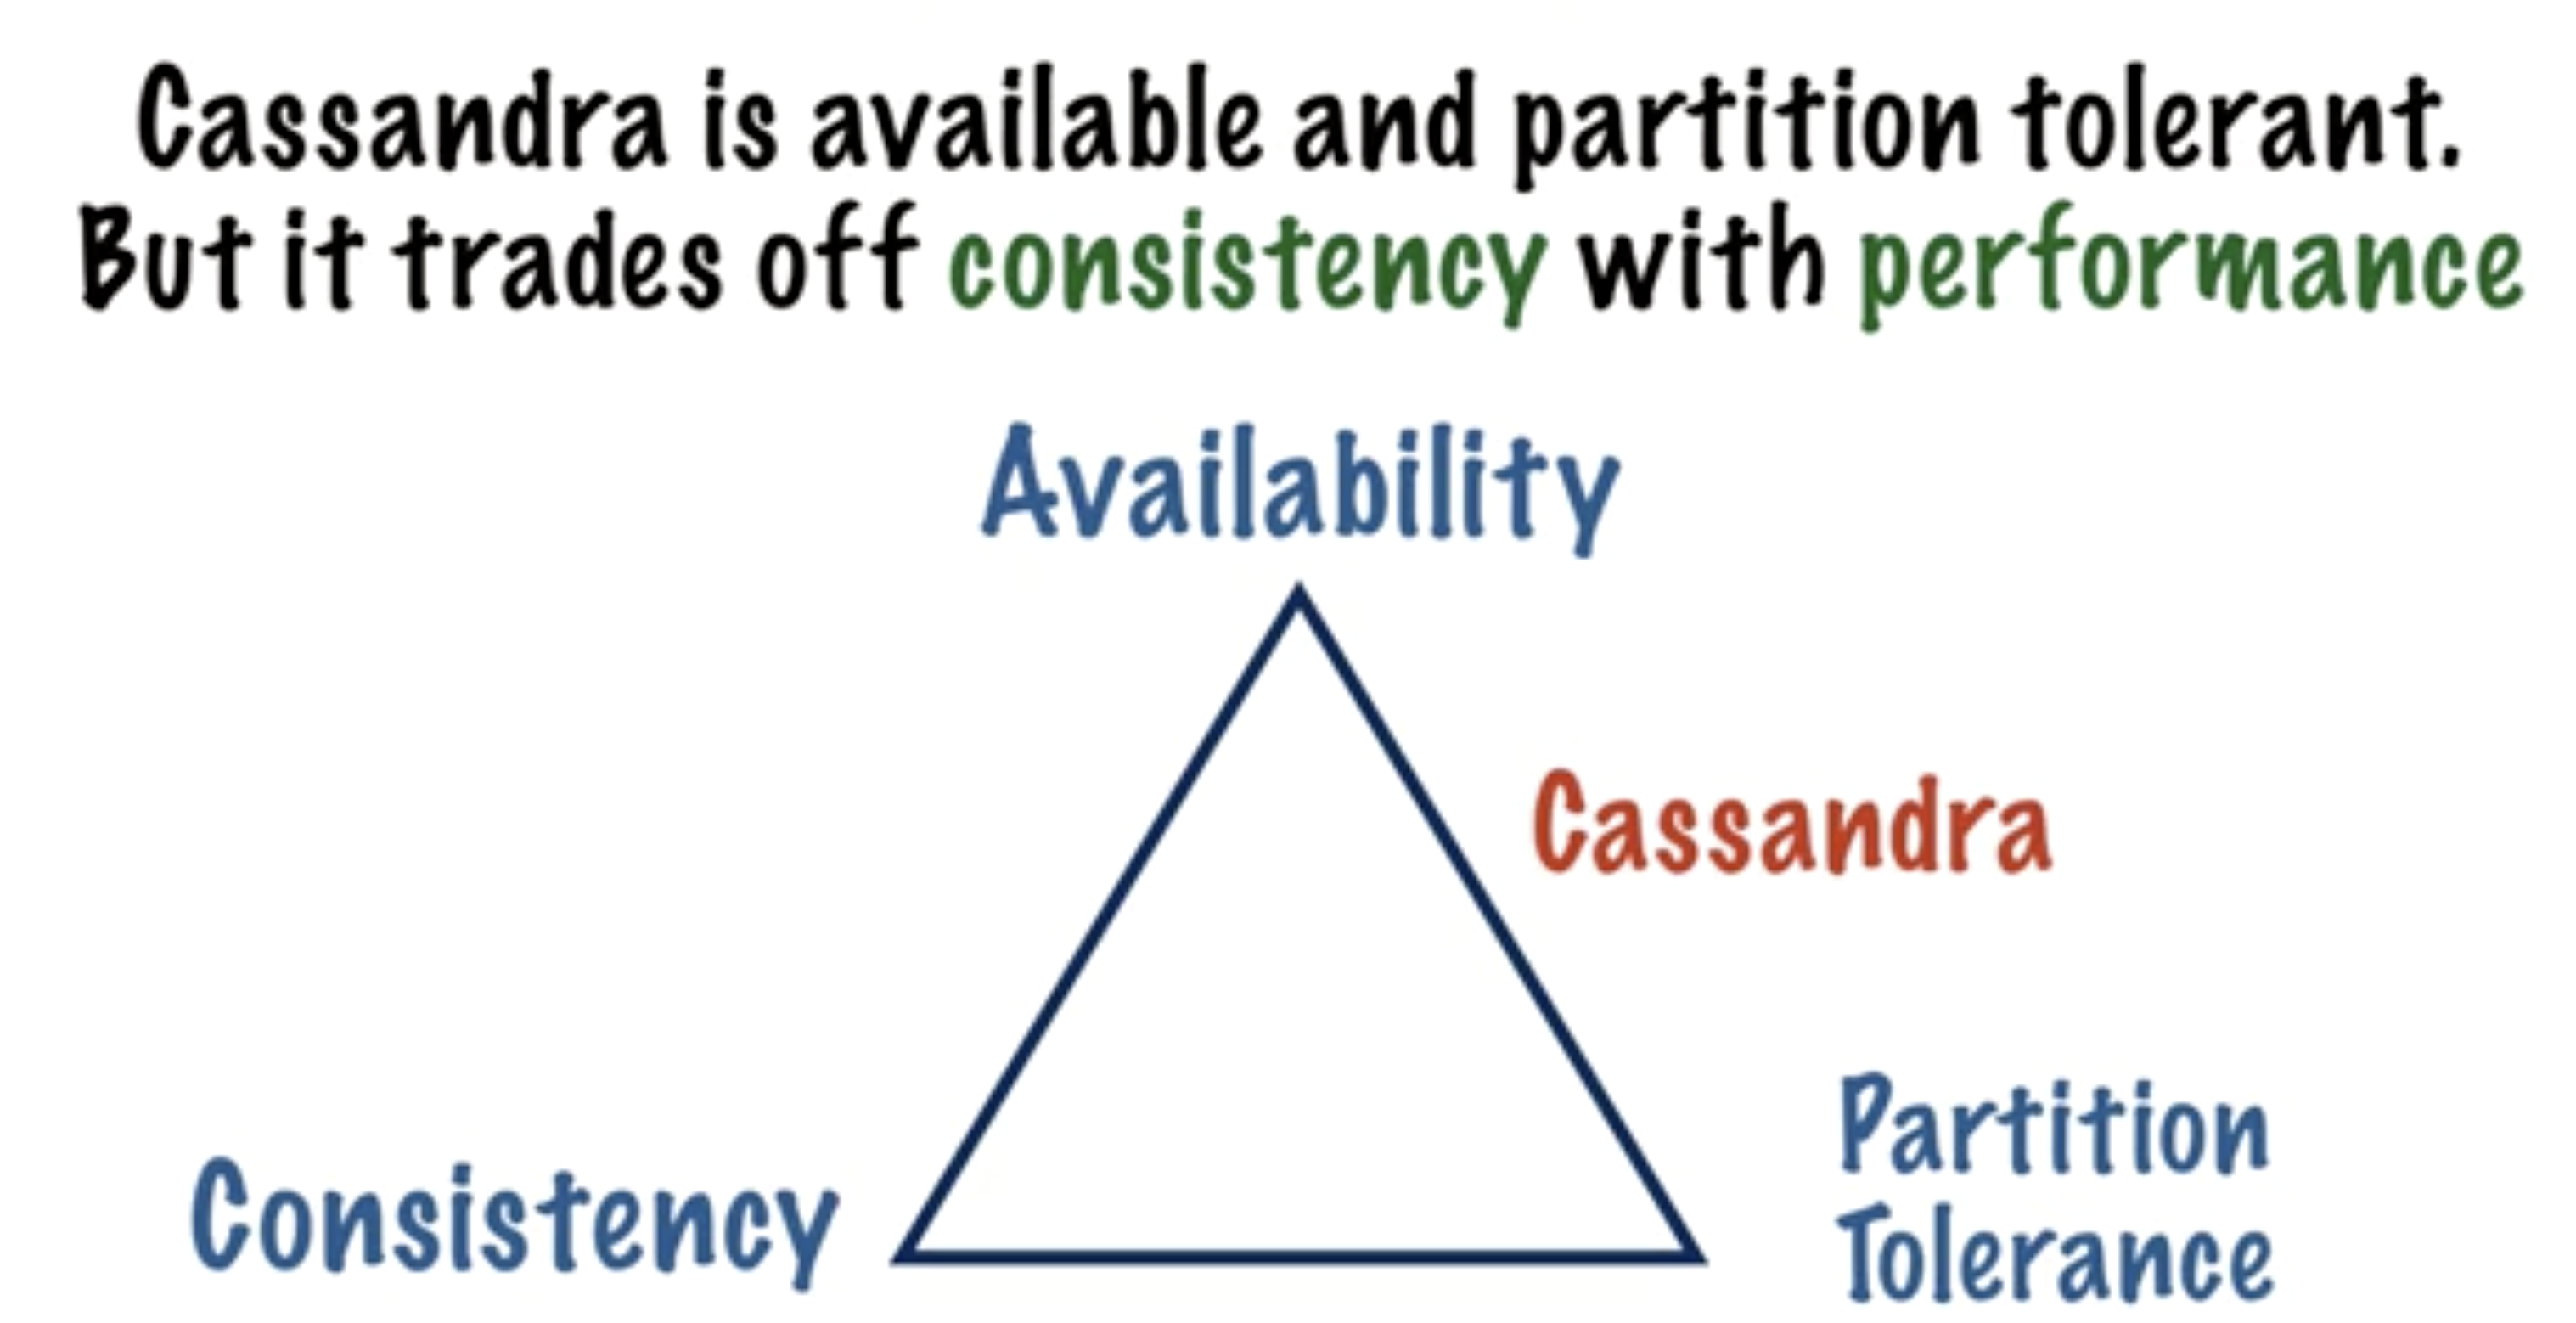 Cassandra is available and partition tolerant.
But it trades off consistency with performance
Availability
Cassandra
Consistency
Partition
Tolerance